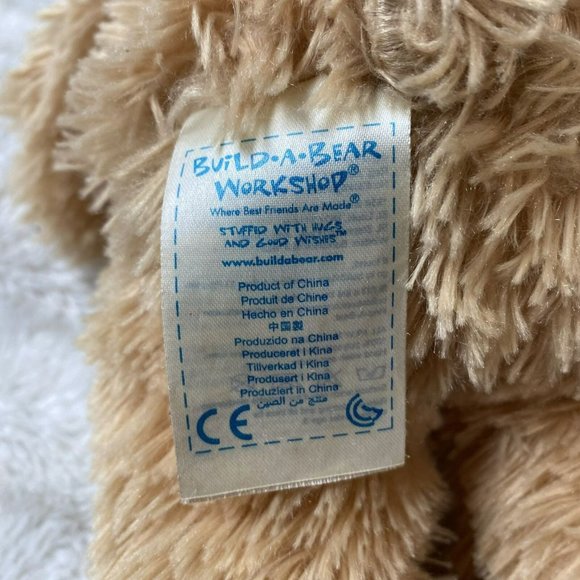 BUiLD•A•BEAR
WORKSHOP®
Where Best Friends Are Made®
STUFFED WITH HUGS
AND GOOD WISHES™
www.buildabear.com
Product of China
Produit de Chine
Hecho en China
中國製
Produzido na China
Produceret i Kina
Tillverkad i Kina
Produsert i Kina
Produziert in China
منتج من الصين
CE